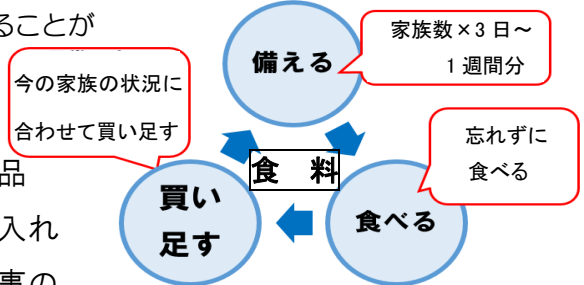 ることが
備える
家族数×3日～
1週間分
今の家族の状況に
合わせて買い足す
忘れずに
食べる
食 料
品
買い
足す
食べる
入れ
事の